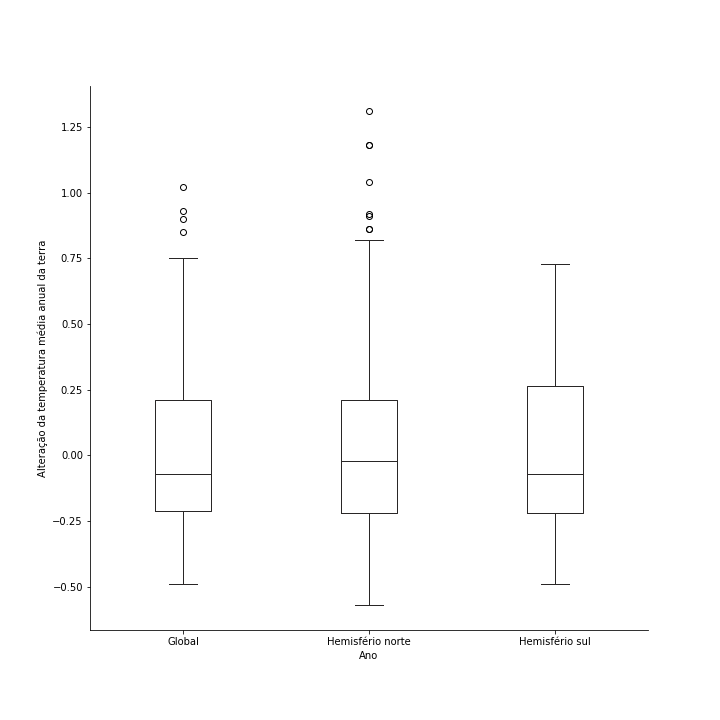 Alteração da temperatura média anual da terra
1.25
1.00
0.75
0.50
0.25
0.00
−0.25
−0.50
Global Hemisfério norte Hemisfério sul
Ano